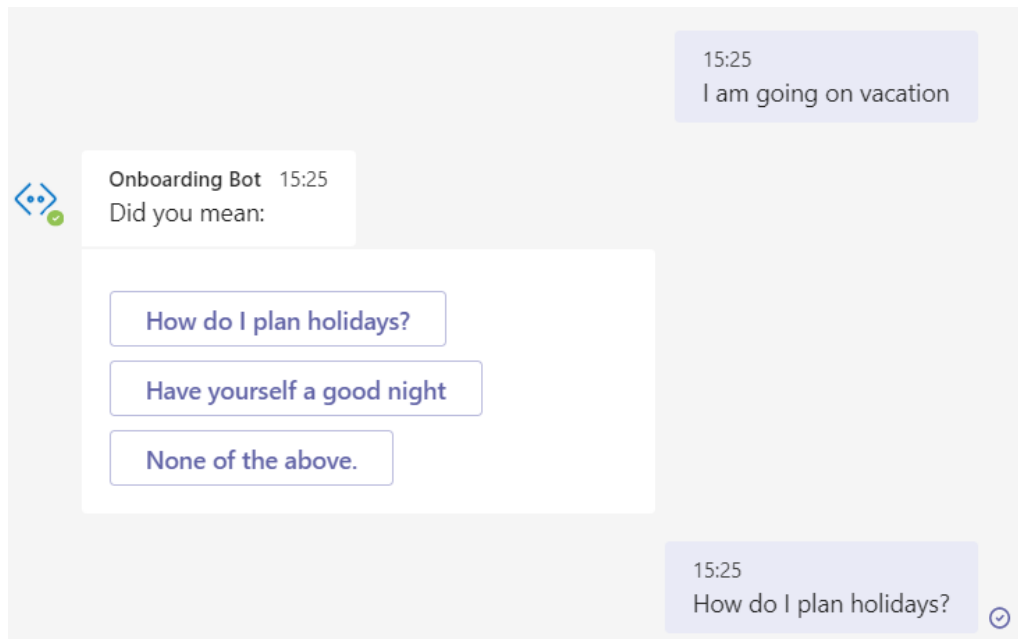 15:25
I am going on vacation
Onboarding Bot 15:25
Did you mean:
How do I plan holidays?
Have yourself a good night
None of the above.
15:25
How do I plan holidays?